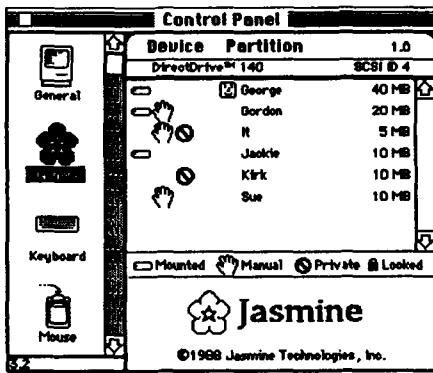 Control Panel
Device Partition 1.0
DirectDrive™ 140 SCSI ID 4
General
George 40 MB
Gordon 20 MB
It 5 MB
Jackie 10 MB
Kirk 10 MB
Sue 10 MB
Keyboard
Mounted Manual Private Locked
Jasmine
Mouse
©1988 Jasmine Technologies, Inc.
3.2